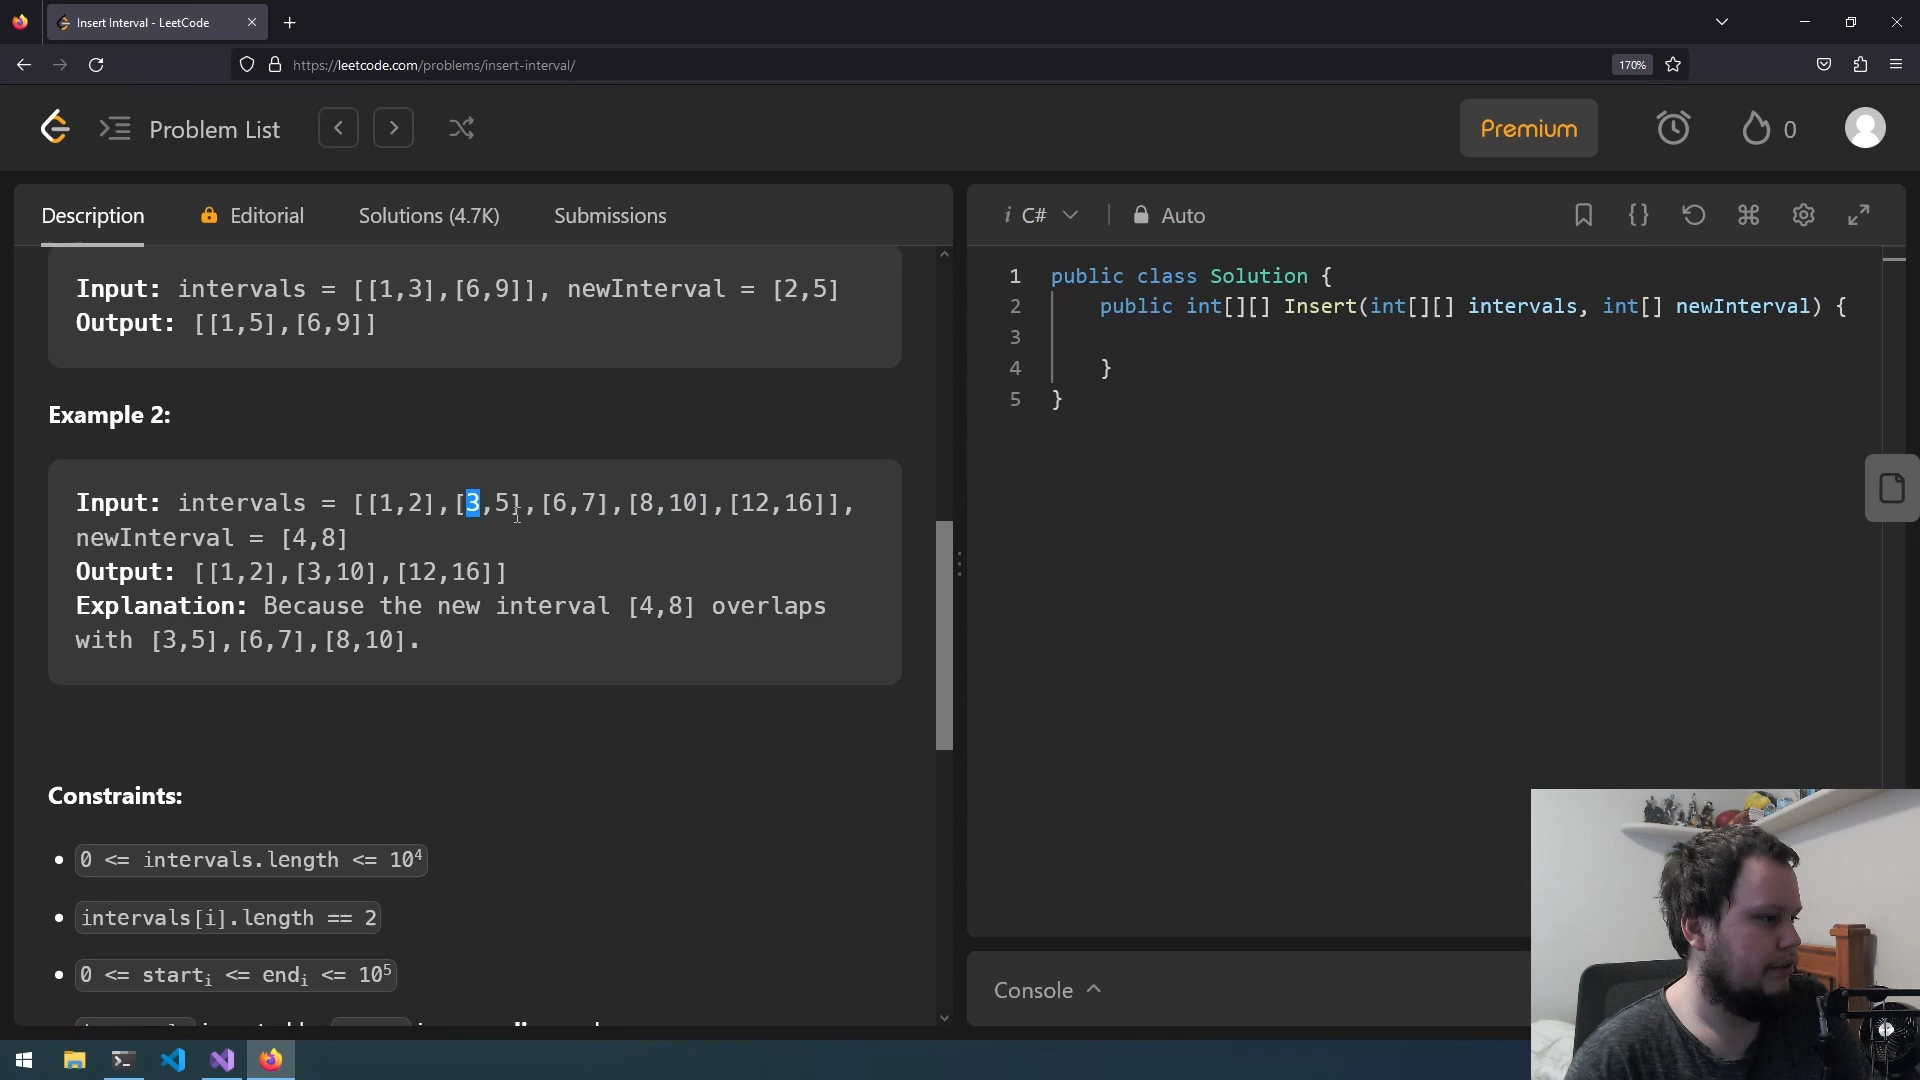 Insert Interval - LeetCode
https://leetcode.com/problems/insert-interval/
170%
Problem List
Premium
0
Description
Editorial
Solutions (4.7K)
Submissions
Input: intervals = [[1,3],[6,9]], newInterval = [2,5]
Output: [[1,5],[6,9]]
Example 2:
Input: intervals = [[1,2],[3,5],[6,7],[8,10],[12,16]],
newInterval = [4,8]
Output: [[1,2],[3,10],[12,16]]
Explanation: Because the new interval [4,8] overlaps
with [3,5],[6,7],[8,10].
Constraints:
• 0 <= intervals.length <= 10⁴
• intervals[i].length == 2
• 0 <= startᵢ <= endᵢ <= 10⁵
i C#
Auto
1 public class Solution {
2 public int[][] Insert(int[][] intervals, int[] newInterval) {
3
4 }
5 }
Console